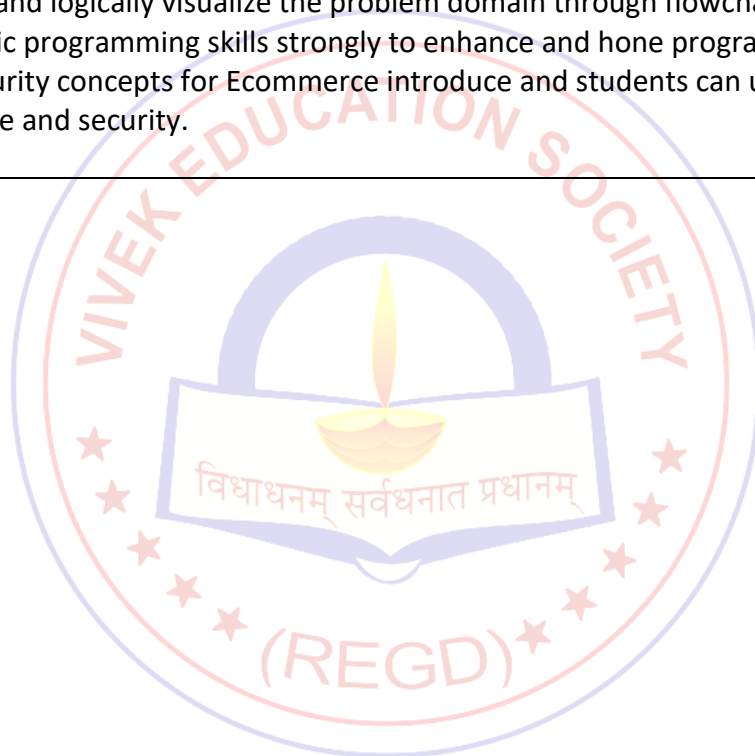 and logically visualize the problem domain through flowcha
ic programming skills strongly to enhance and hone progra
urity concepts for Ecommerce introduce and students can u
e and security.
VIVEK EDUCATION SOCIETY
विधाधनम् सर्वधनात प्रधानम्
(REGD)